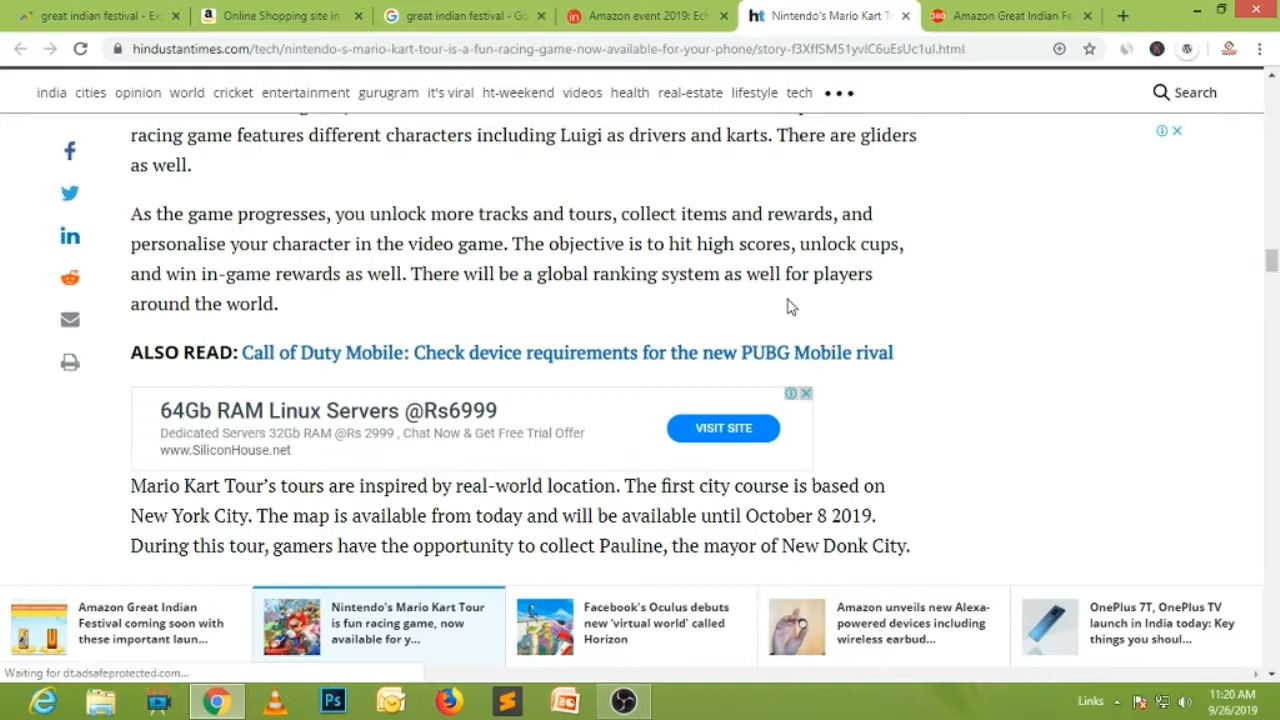 great indian festival - Ex
Online Shopping site in
great indian festival - Go
Amazon event 2019: Ech
Nintendo's Mario Kart T
Amazon Great Indian Fe
hindustantimes.com/tech/nintendo-s-mario-kart-tour-is-a-fun-racing-game-now-available-for-your-phone/story-f3XffSM51yvIC6uEsUc1uI.html
india cities opinion world cricket entertainment gurugram it's viral ht-weekend videos health real-estate lifestyle tech ••• Search
racing game features different characters including Luigi as drivers and karts. There are gliders
as well.
As the game progresses, you unlock more tracks and tours, collect items and rewards, and
personalise your character in the video game. The objective is to hit high scores, unlock cups,
and win in-game rewards as well. There will be a global ranking system as well for players
around the world.
ALSO READ: Call of Duty Mobile: Check device requirements for the new PUBG Mobile rival
64Gb RAM Linux Servers @Rs6999
Dedicated Servers 32Gb RAM @Rs 2999 , Chat Now & Get Free Trial Offer
www.SiliconHouse.net
VISIT SITE
Mario Kart Tour's tours are inspired by real-world location. The first city course is based on
New York City. The map is available from today and will be available until October 8 2019.
During this tour, gamers have the opportunity to collect Pauline, the mayor of New Donk City.
Amazon Great Indian
Festival coming soon with
these important laun...
Nintendo's Mario Kart Tour
is fun racing game, now
available for y...
Facebook's Oculus debuts
new 'virtual world' called
Horizon
Amazon unveils new Alexa-
powered devices including
wireless earbud...
OnePlus 7T, OnePlus TV
launch in India today: Key
things you shoul...
Waiting for dt.adsafeprotected.com...
Links
11:20 AM
9/26/2019